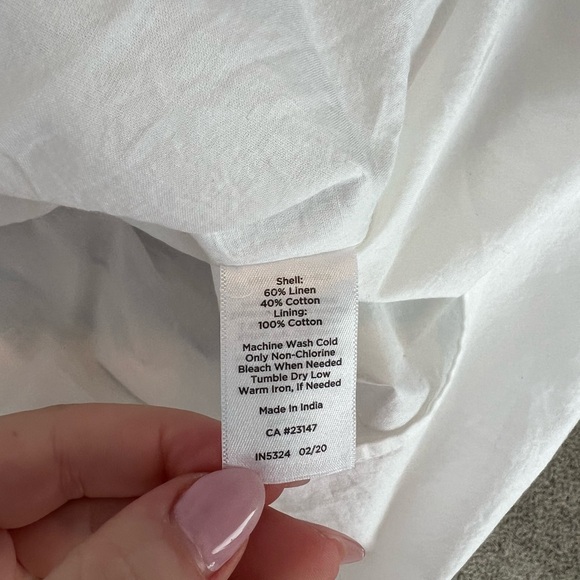 Shell:
60% Linen
40% Cotton
Lining:
100% Cotton
Machine Wash Cold
Only Non-Chlorine
Bleach When Needed
Tumble Dry Low
Warm Iron, If Needed
Made In India
CA #23147
IN5324 02/20